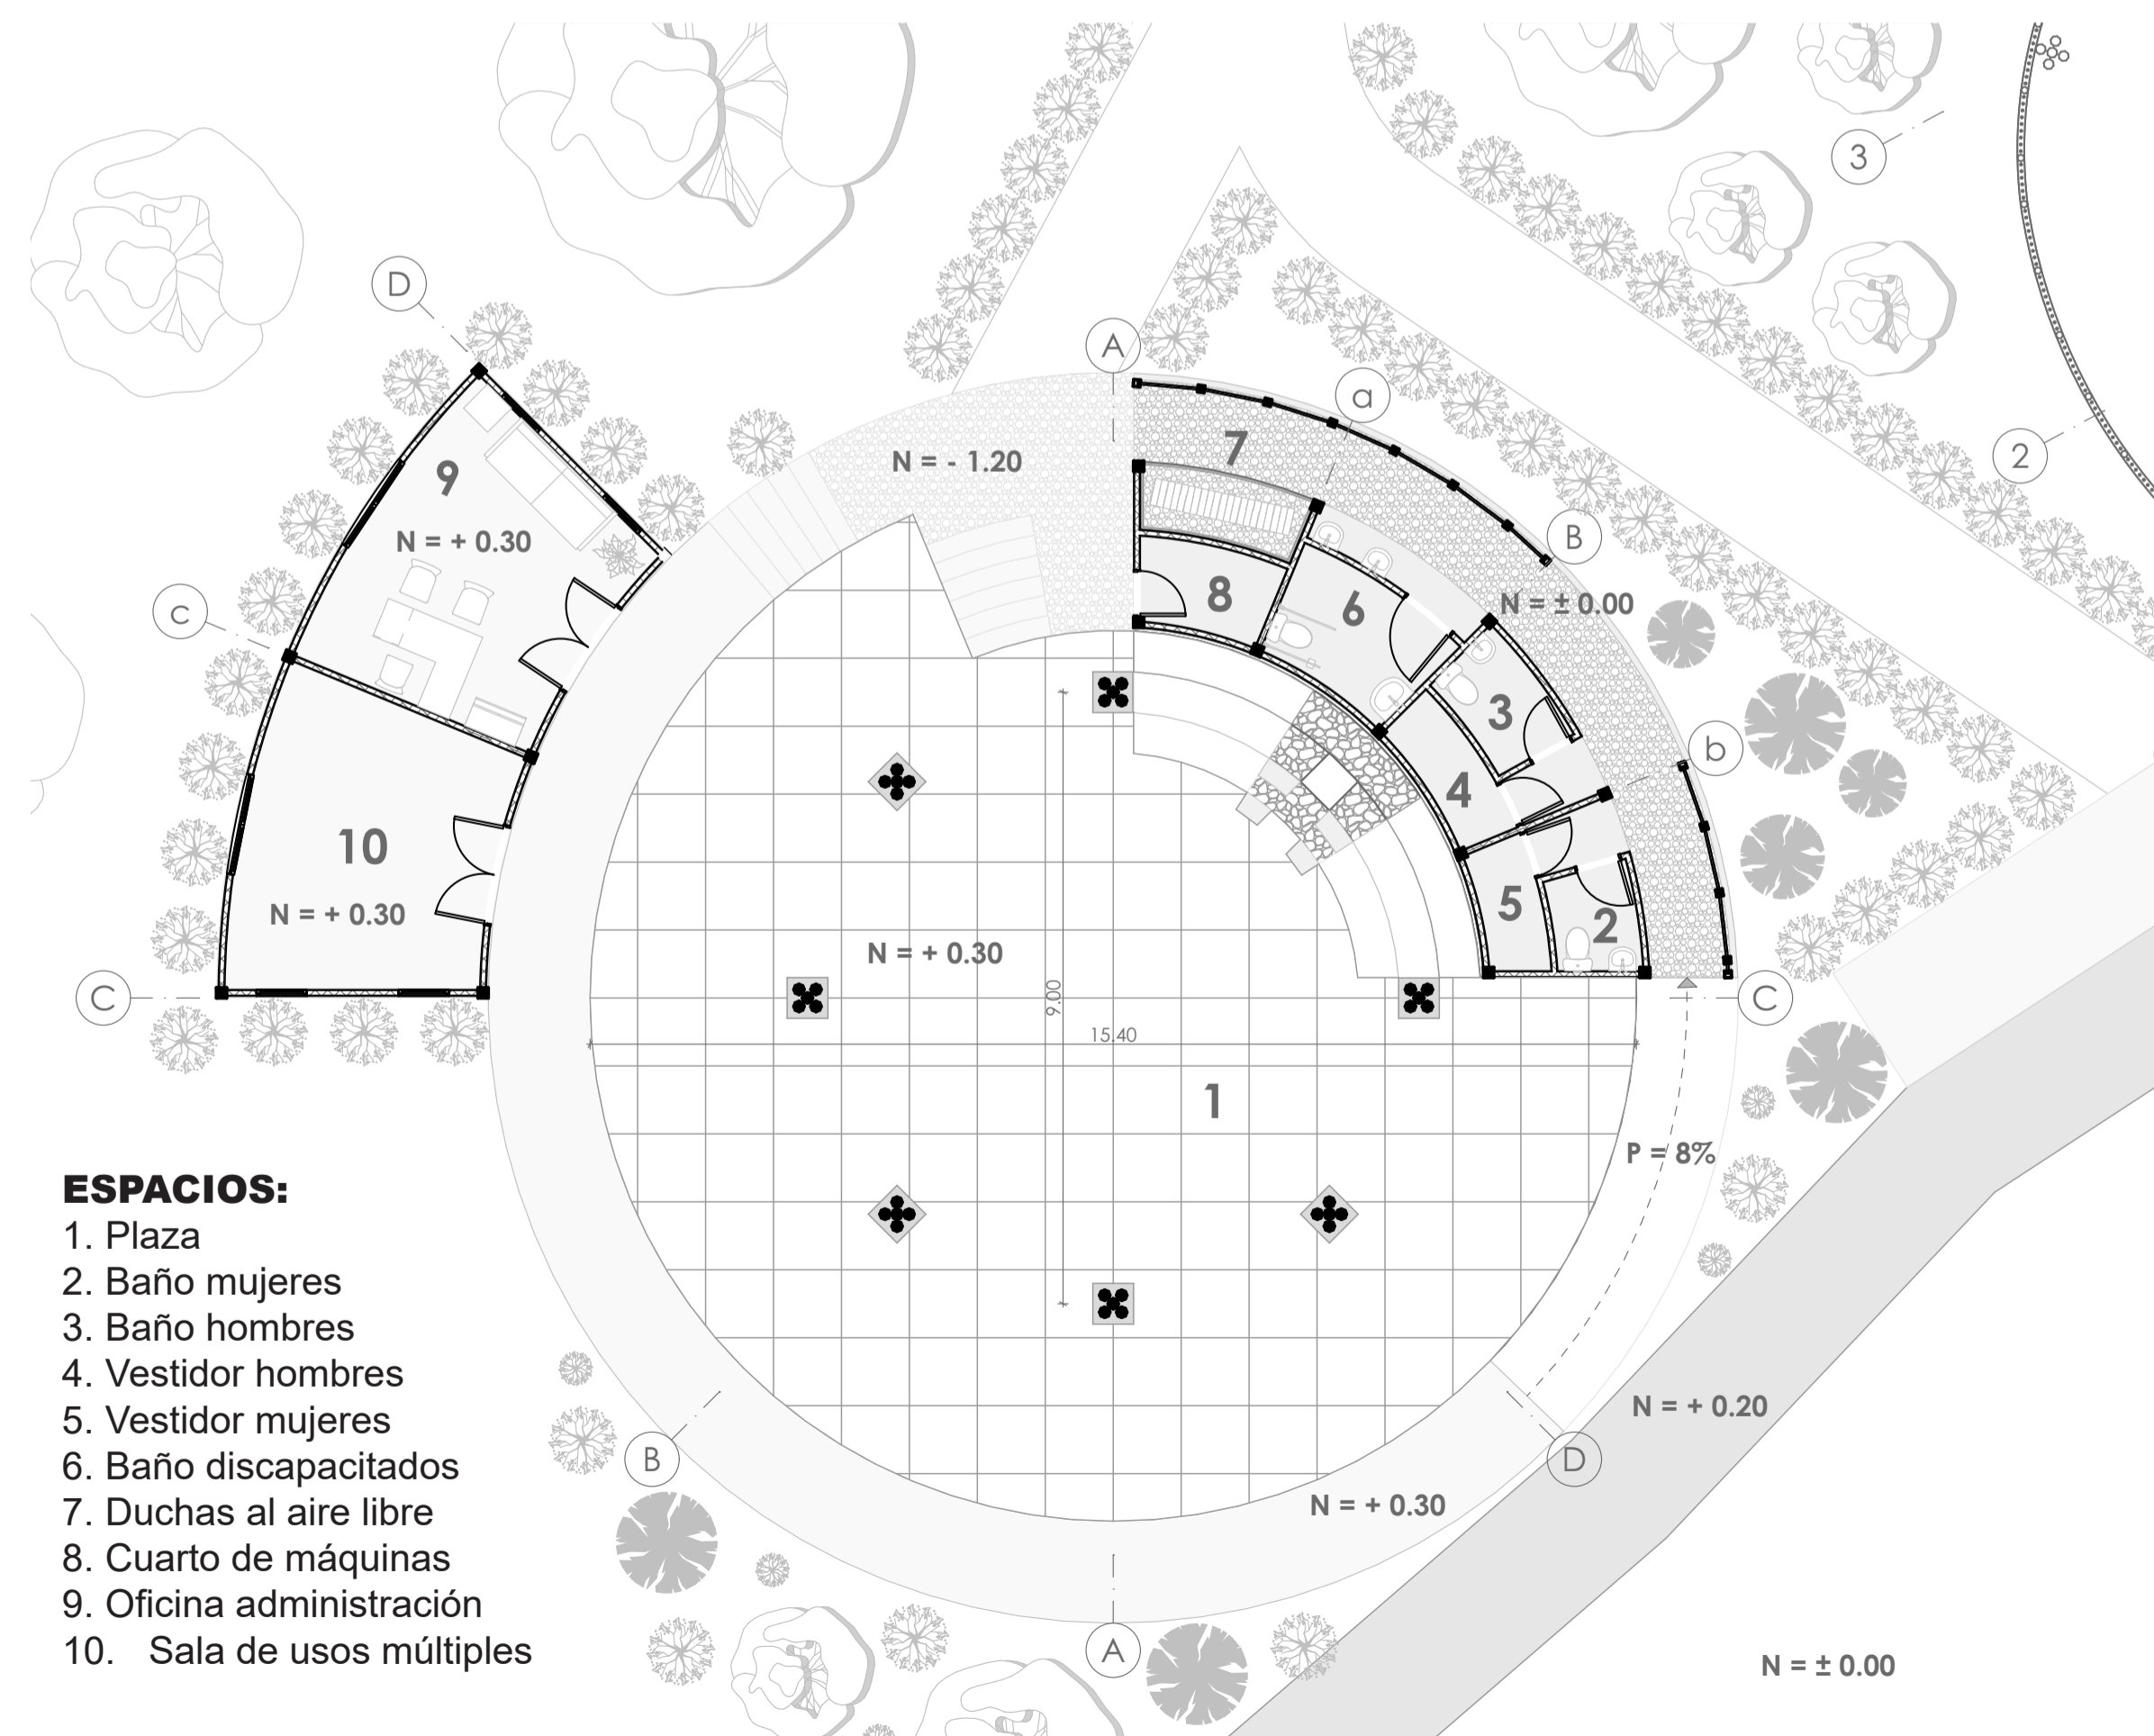 3
D
A
a
7
N = - 1.20
2
9
B
N = + 0.30
8
6
N = ± 0.00
c
3
b
4
10
5
2
N = + 0.30
N = + 0.30
C
9.00
C
15.40
1
P = 8%
ESPACIOS:
1. Plaza
2. Baño mujeres
3. Baño hombres
4. Vestidor hombres
5. Vestidor mujeres
6. Baño discapacitados
7. Duchas al aire libre
8. Cuarto de máquinas
9. Oficina administración
10. Sala de usos múltiples
N = + 0.20
B
D
N = + 0.30
A
N = ± 0.00